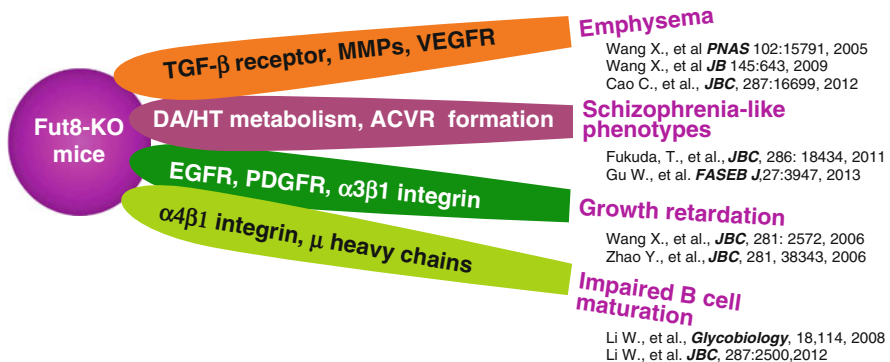 Fut8-KO
mice
TGF-β receptor, MMPs, VEGFR
Emphysema
Wang X., et al PNAS 102:15791, 2005
Wang X., et al JB 145:643, 2009
Cao C., et al., JBC, 287:16699, 2012
DA/HT metabolism, ACVR formation
Schizophrenia-like
phenotypes
Fukuda, T., et al., JBC, 286: 18434, 2011
Gu W., et al. FASEB J,27:3947, 2013
EGFR, PDGFR, α3β1 integrin
Growth retardation
Wang X., et al., JBC, 281: 2572, 2006
Zhao Y., et al., JBC, 281, 38343, 2006
α4β1 integrin, μ heavy chains
Impaired B cell
maturation
Li W., et al., Glycobiology, 18,114, 2008
Li W., et al. JBC, 287:2500,2012